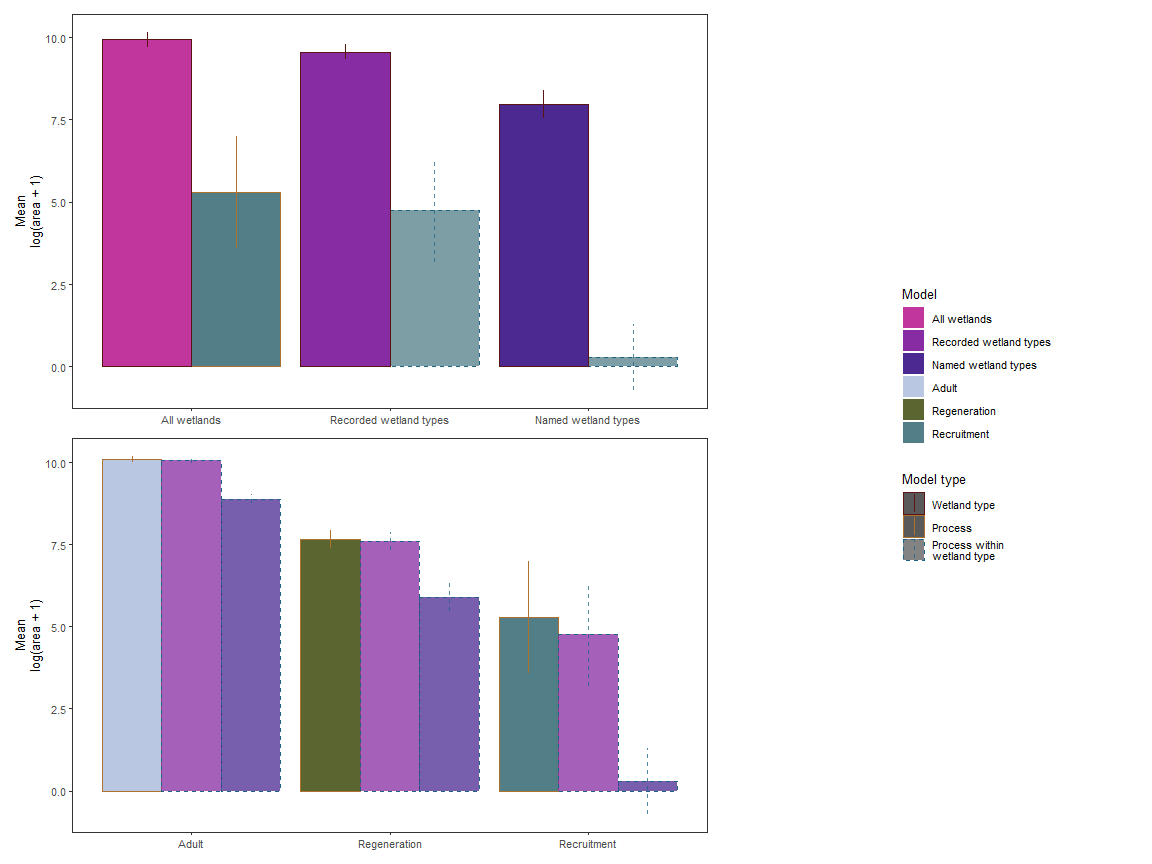 10.0
7.5
5.0
2.5
0.0
Mean
log(area + 1)
All wetlands
Recorded wetland types
Named wetland types
10.0
7.5
5.0
2.5
0.0
Mean
log(area + 1)
Adult
Regeneration
Recruitment
Model
All wetlands
Recorded wetland types
Named wetland types
Adult
Regeneration
Recruitment
Model type
Wetland type
Process
Process within
wetland type